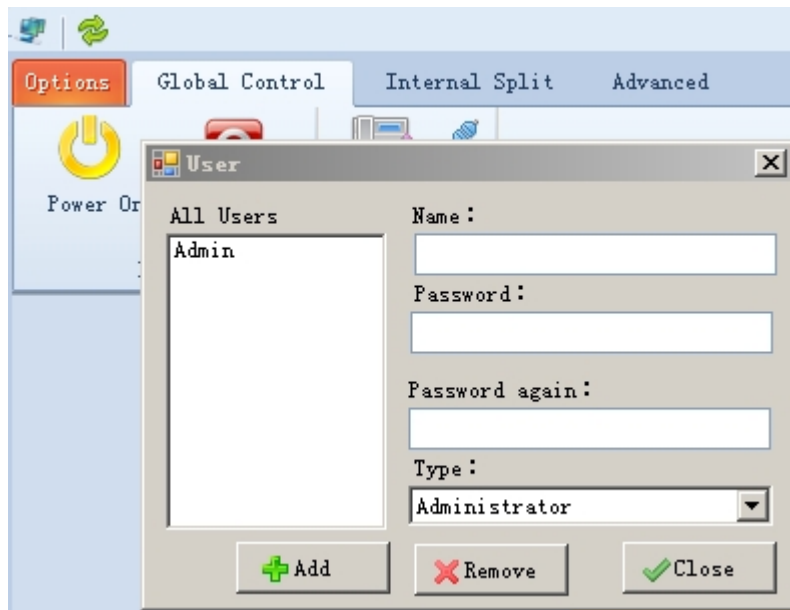 Options Global Control Internal Split Advanced
Power On
User
All Users
Admin
Name:
Password:
Password again:
Type:
Administrator
Add Remove Close